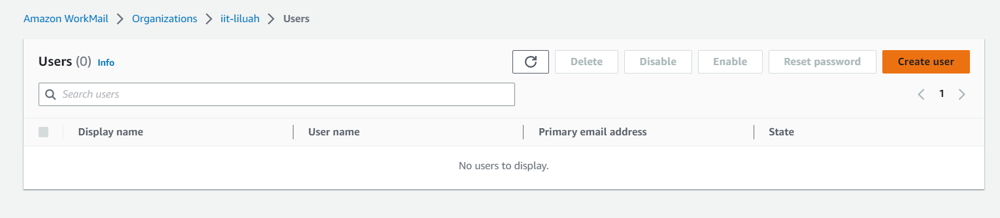 Amazon WorkMail > Organizations > iit-liluah > Users
Users (0) Info Delete Disable Enable Reset password Create user
Search users < 1 >
Display name User name Primary email address State
No users to display.